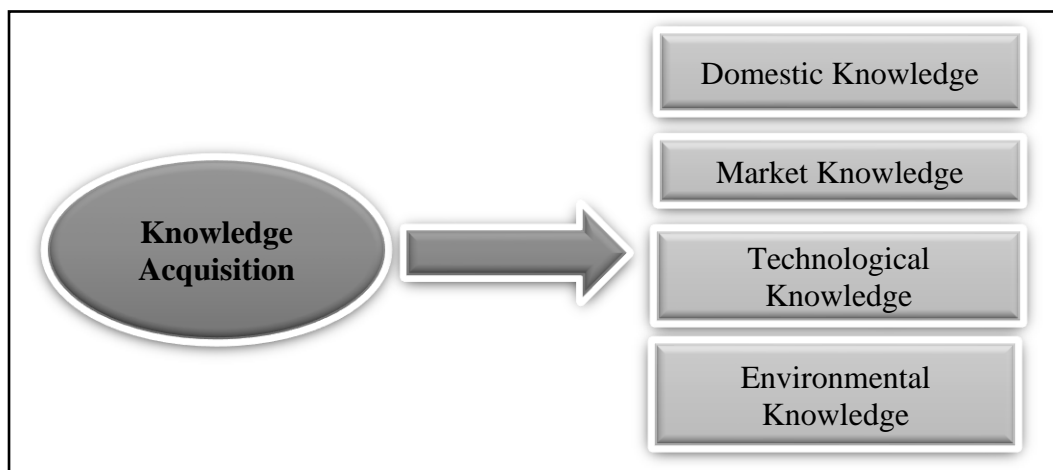 Domestic Knowledge
Market Knowledge
Knowledge
Acquisition
Technological
Knowledge
Environmental
Knowledge